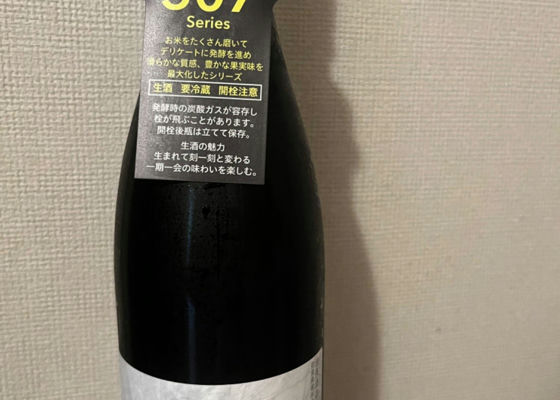 507
Series
お米をたくさん磨いて
デリケートに発酵を進め
滑らかな質感、豊かな果実味を
最大化したシリーズ
生酒 要冷蔵 開栓注意
発酵時の炭酸ガスが容存し
栓が飛ぶことがあります。
開栓後瓶は立てて保存。
生酒の魅力
生まれて刻一刻と変わる
一期一会の味わいを楽しむ。